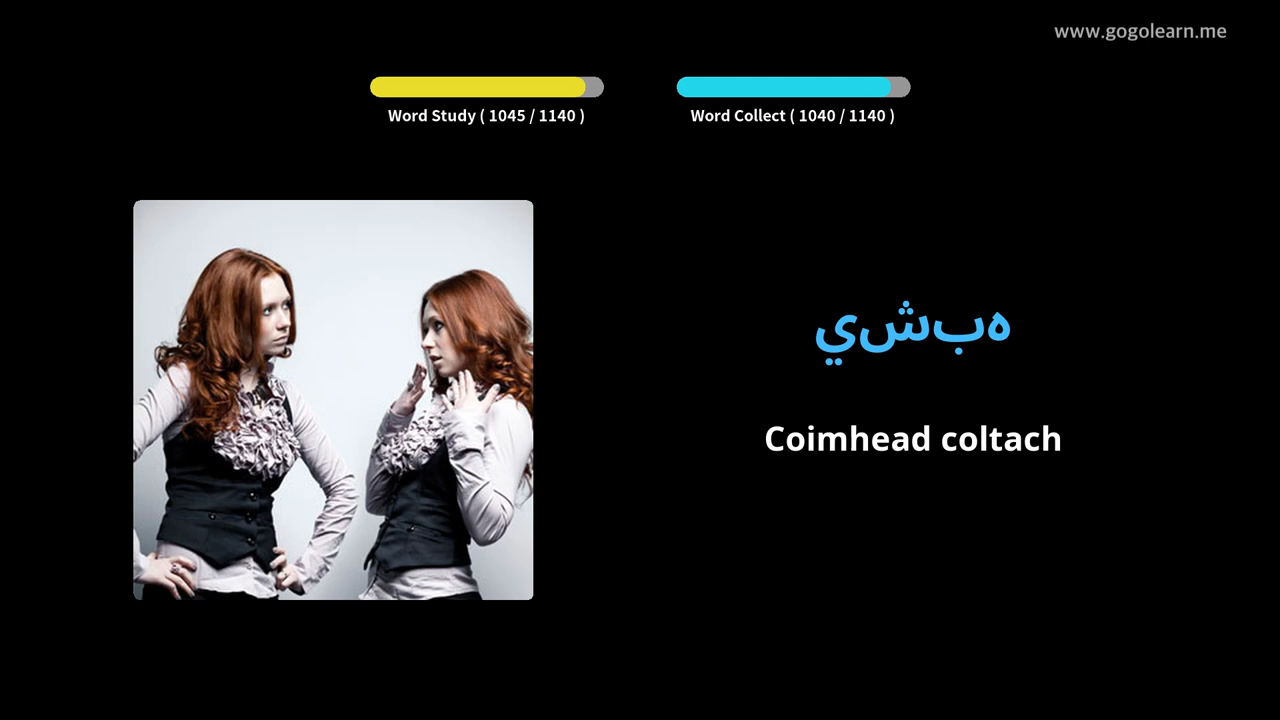 www.gogolearn.me
Word Study ( 1045 / 1140 )
Word Collect ( 1040 / 1140 )
هبشي
Coimhead coltach